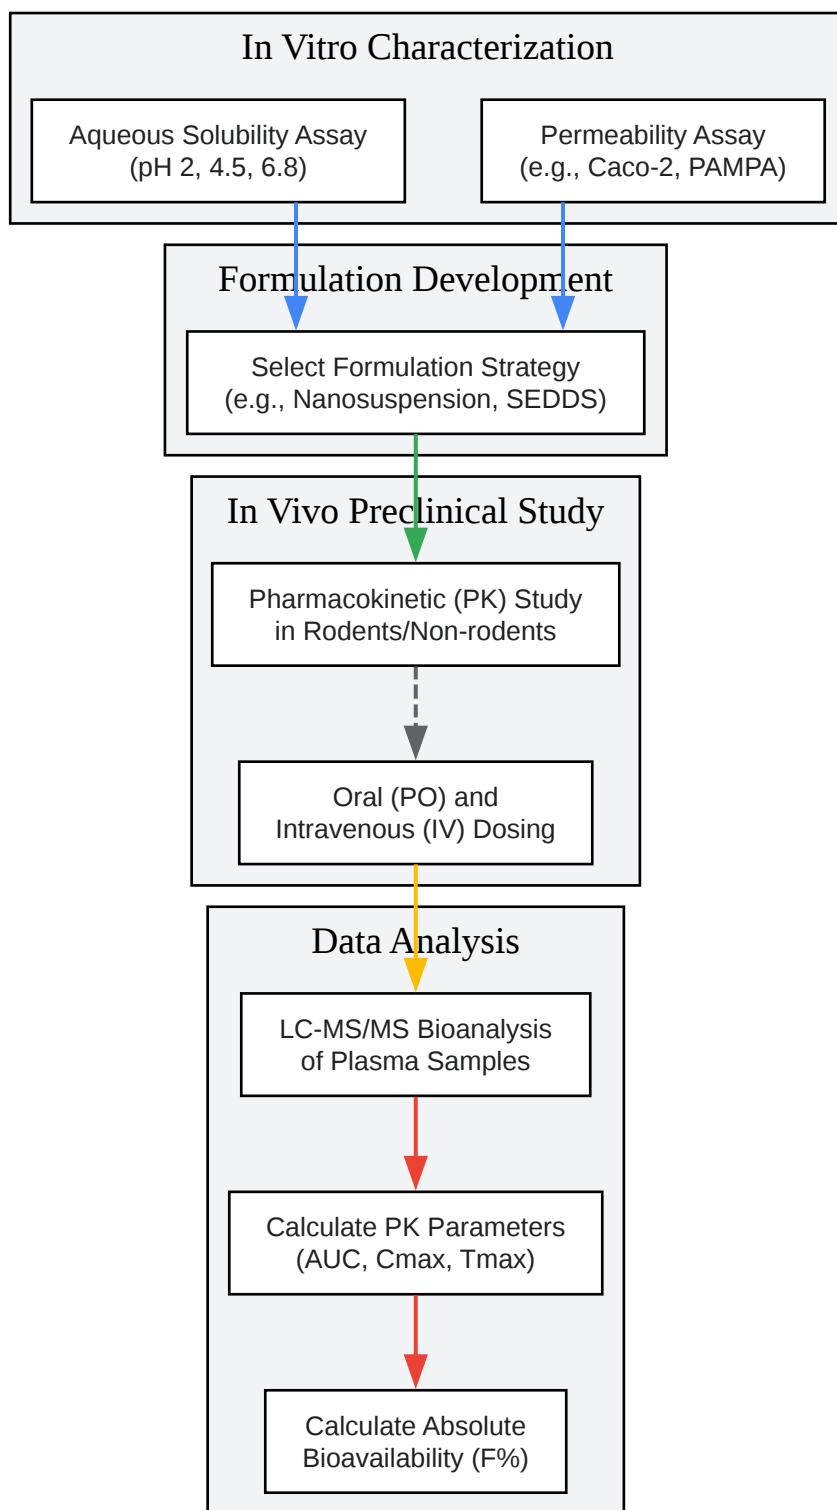 In Vitro Characterization
Aqueous Solubility Assay
(pH 2, 4.5, 6.8)
Permeability Assay
(e.g., Caco-2, PAMPA)
Formulation Development
Select Formulation Strategy
(e.g., Nanosuspension, SEDDS)
In Vivo Preclinical Study
Pharmacokinetic (PK) Study
in Rodents/Non-rodents
Oral (PO) and
Intravenous (IV) Dosing
Data Analysis
LC-MS/MS Bioanalysis
of Plasma Samples
Calculate PK Parameters
(AUC, Cmax, Tmax)
Calculate Absolute
Bioavailability (F%)